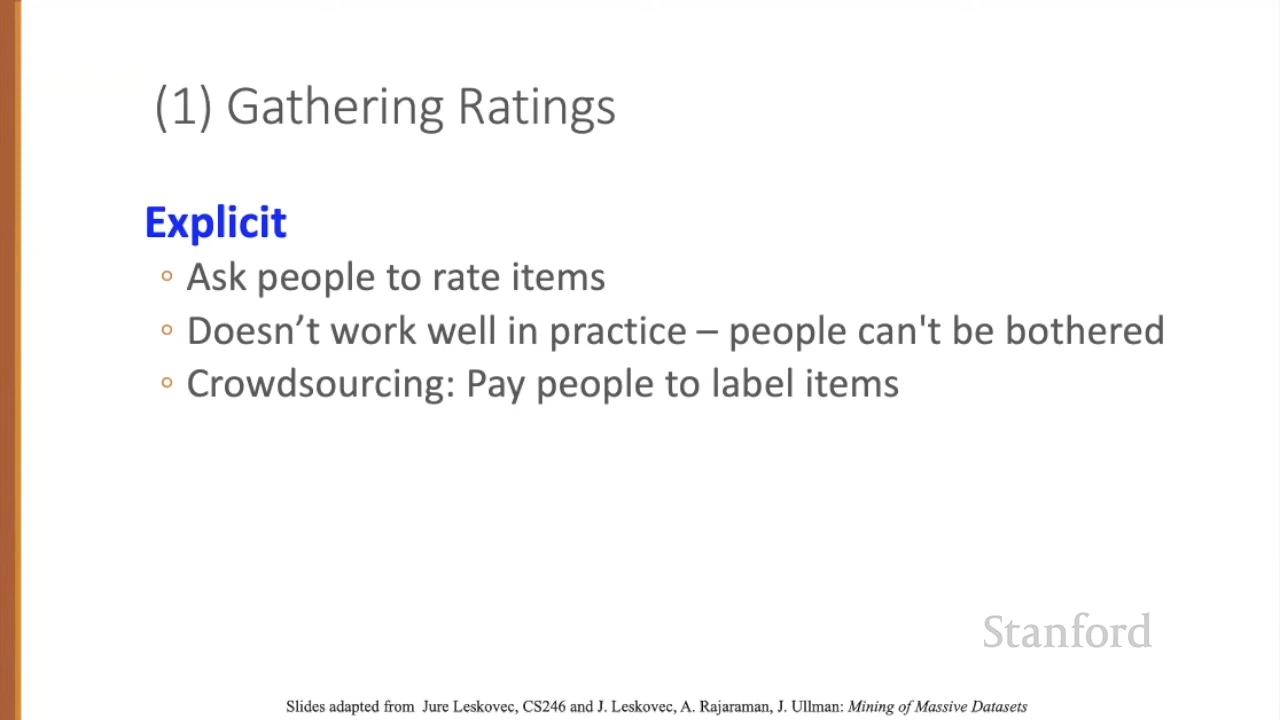 (1) Gathering Ratings
Explicit
◦ Ask people to rate items
◦ Doesn’t work well in practice – people can't be bothered
◦ Crowdsourcing: Pay people to label items
Stanford
Slides adapted from Jure Leskovec, CS246 and J. Leskovec, A. Rajaraman, J. Ullman: Mining of Massive Datasets